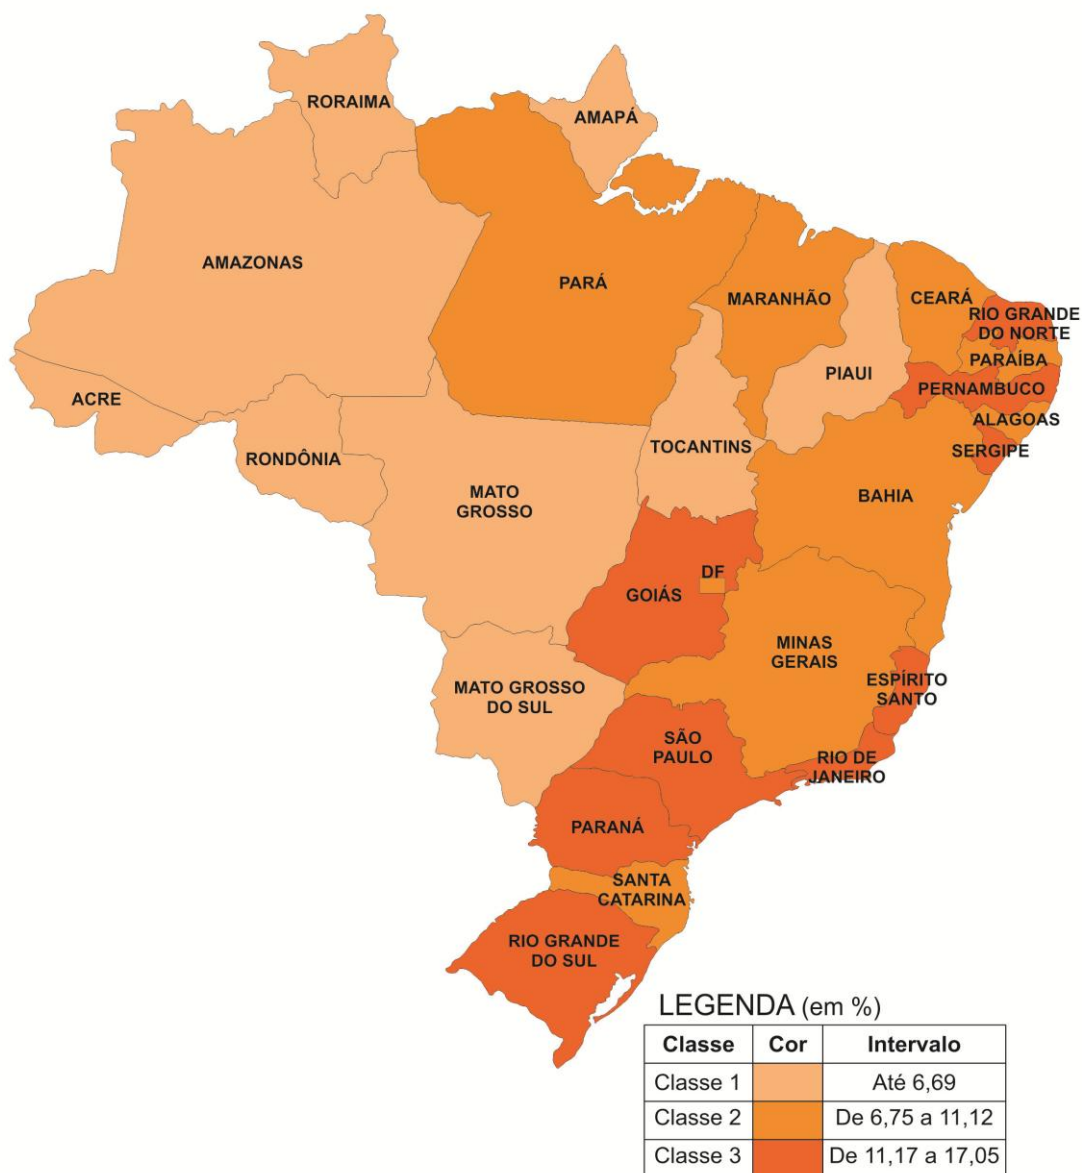 RORAIMA
AMAPÁ
AMAZONAS
PARÁ
MARANHÃO
CEARÁ
RIO GRANDE
DO NORTE
PARAÍBA
PIAUI
PERNAMBUCO
ACRE
ALAGOAS
TOCANTINS
SERGIPE
RONDÔNIA
MATO
GROSSO
BAHIA
DF
GOIÁS
MINAS
GERAIS
ESPÍRITO
SANTO
MATO GROSSO
DO SUL
SÃO
PAULO
RIO DE
JANEIRO
PARANÁ
SANTA
CATARINA
RIO GRANDE
DO SUL
LEGENDA (em %)
Classe Cor Intervalo
Classe 1 Até 6,69
Classe 2 De 6,75 a 11,12
Classe 3 De 11,17 a 17,05